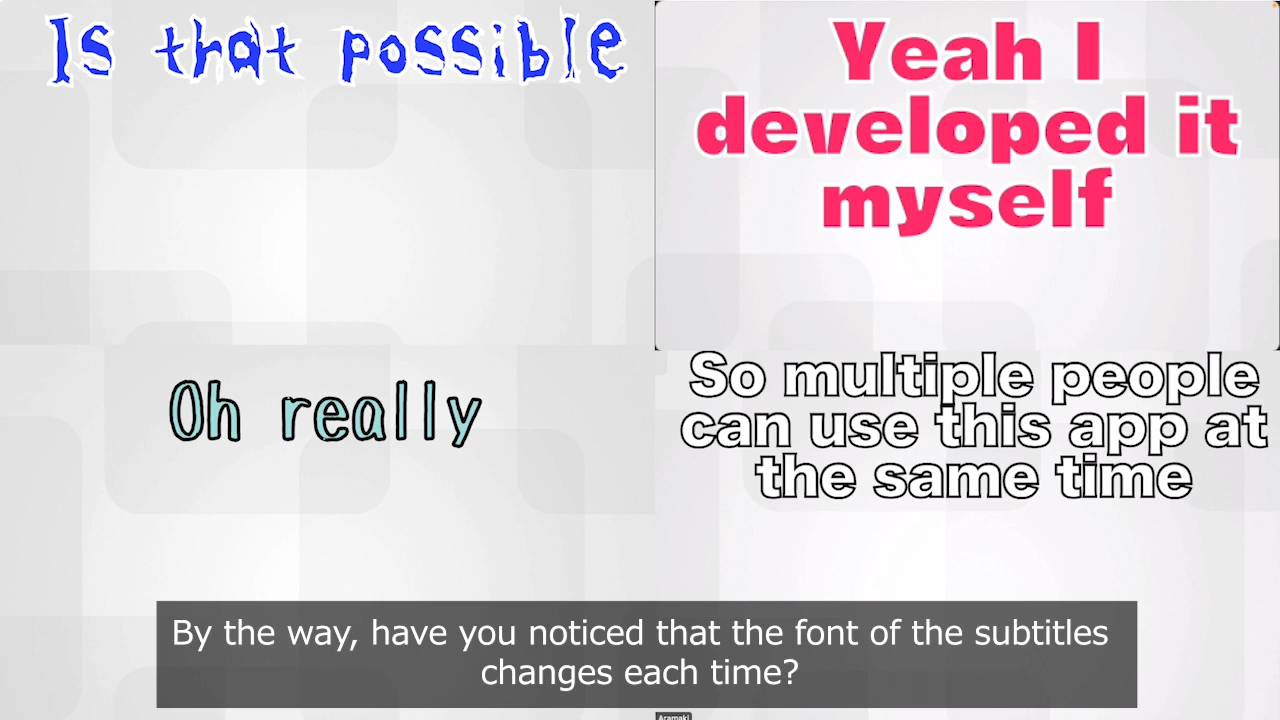 Is that possible
Yeah I
developed it
myself
Oh really
So multiple people
can use this app at
the same time
By the way, have you noticed that the font of the subtitles
changes each time?
Aramaki